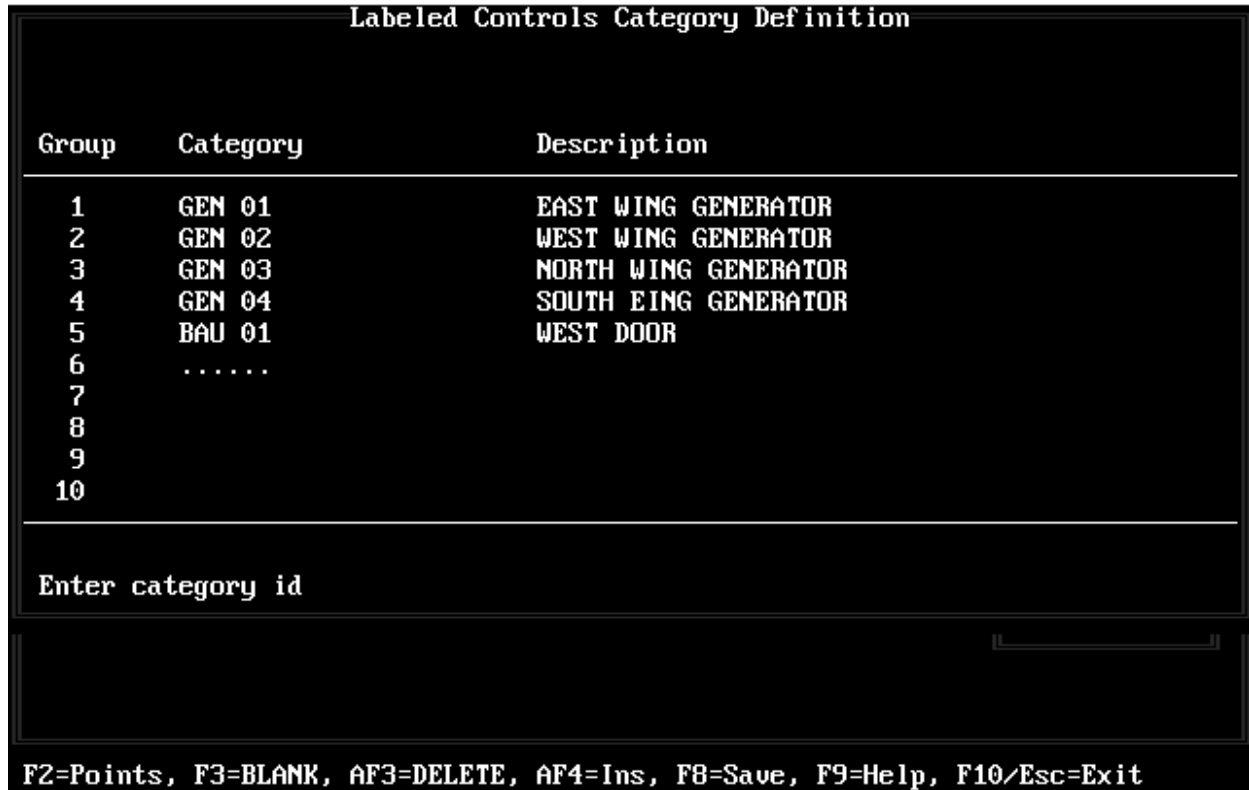 Labeled Controls Category Definition
Group Category Description
1 GEN 01 EAST WING GENERATOR
2 GEN 02 WEST WING GENERATOR
3 GEN 03 NORTH WING GENERATOR
4 GEN 04 SOUTH EING GENERATOR
5 BAU 01 WEST DOOR
6 ......
7
8
9
10
Enter category id
F2=Points, F3=BLANK, AF3=DELETE, AF4=Ins, F8=Save, F9=Help, F10/Esc=Exit